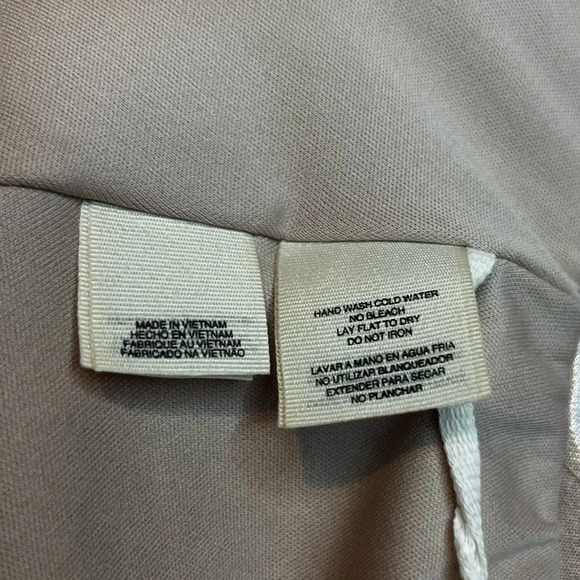 MADE IN VIETNAM
HECHO EN VIETNAM
FABRIQUE AU VIETNAM
FABRICADO NA VIETNÃO
HAND WASH COLD WATER
NO BLEACH
LAY FLAT TO DRY
DO NOT IRON
LAVAR A MANO EN AGUA FRIA
NO UTILIZAR BLANQUEADOR
EXTENDER PARA SECAR
NO PLANCHAR